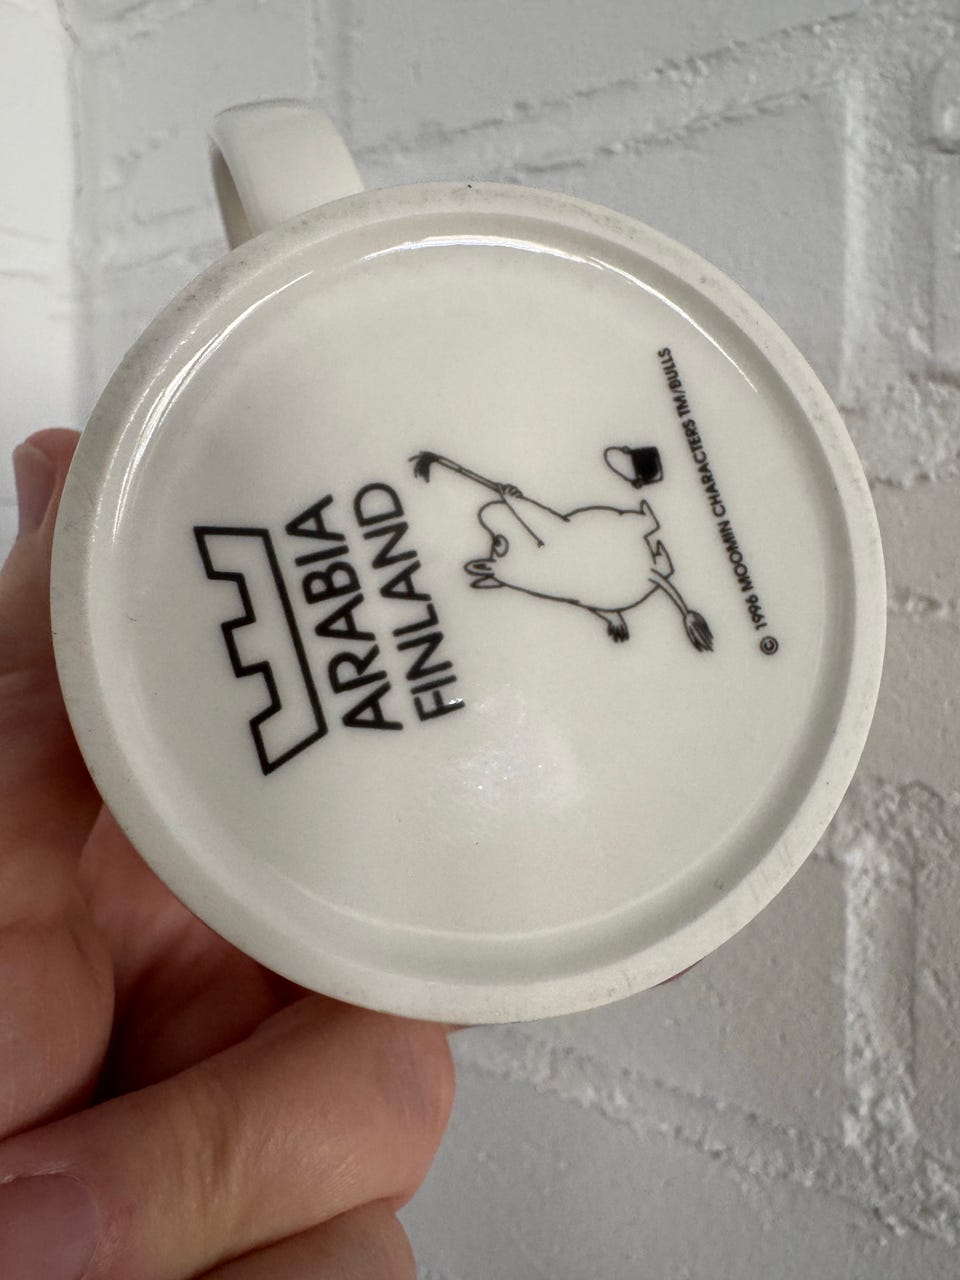 ARABIA
FINLAND
© 1996 MOOMIN CHARACTERS TM/BULLS